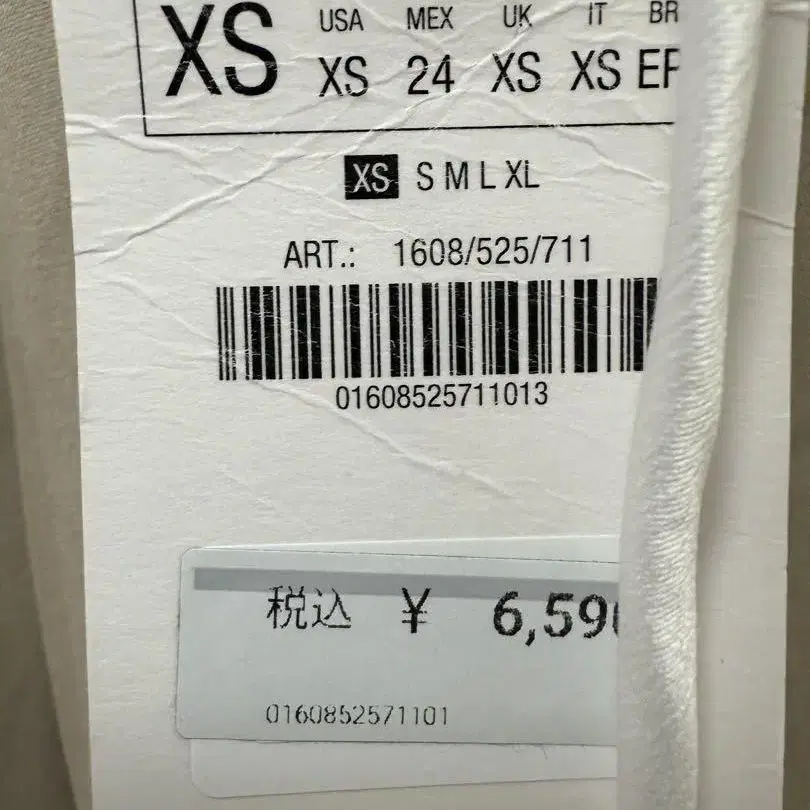 XS USA MEX UK IT BR
XS 24 XS XS
XS S M L XL
ART.: 1608/525/711
01608525711013
税込 ¥ 6,59
0160852571101